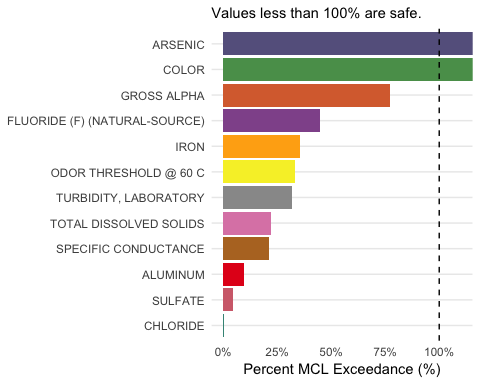 Values less than 100% are safe.
ARSENIC
COLOR
GROSS ALPHA
FLUORIDE (F) (NATURAL-SOURCE)
IRON
ODOR THRESHOLD @ 60 C
TURBIDITY, LABORATORY
TOTAL DISSOLVED SOLIDS
SPECIFIC CONDUCTANCE
ALUMINUM
SULFATE
CHLORIDE
0% 25% 50% 75% 100%
Percent MCL Exceedance (%)